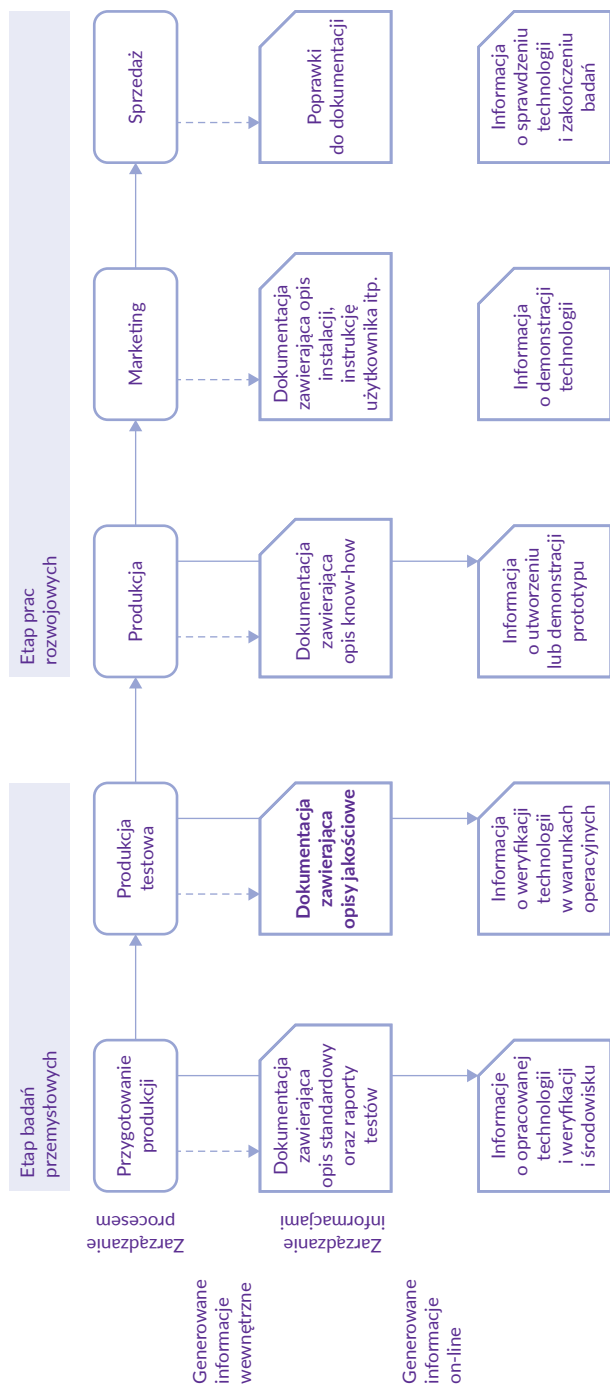 Etap badań
przemysłowych
Etap prac
rozwojowych
Zarządzanie
procesem
Przygotowanie
produkcji
Produkcja
testowa
Produkcja
Marketing
Sprzedaż
Generowane
informacje
wewnętrzne
Zarządzanie
informacjami
Dokumentacja
zawierająca
opis standardowy
oraz raporty
testów
Dokumentacja
zawierająca
opisy jakościowe
Dokumentacja
zawierająca
opis know-how
Dokumentacja
zawierająca opis
instalacji,
instrukcję
użytkownika itp.
Poprawki
do dokumentacji
Generowane
informacje
on-line
Informacje
o opracowanej
technologii
i weryfikacji
i środowisku
Informacja
o weryfikacji
technologii
w warunkach
operacyjnych
Informacja
o utworzeniu
lub demonstracji
prototypu
Informacja
o demonstracji
technologii
Informacja
o sprawdzeniu
technologii
i zakończeniu
badań